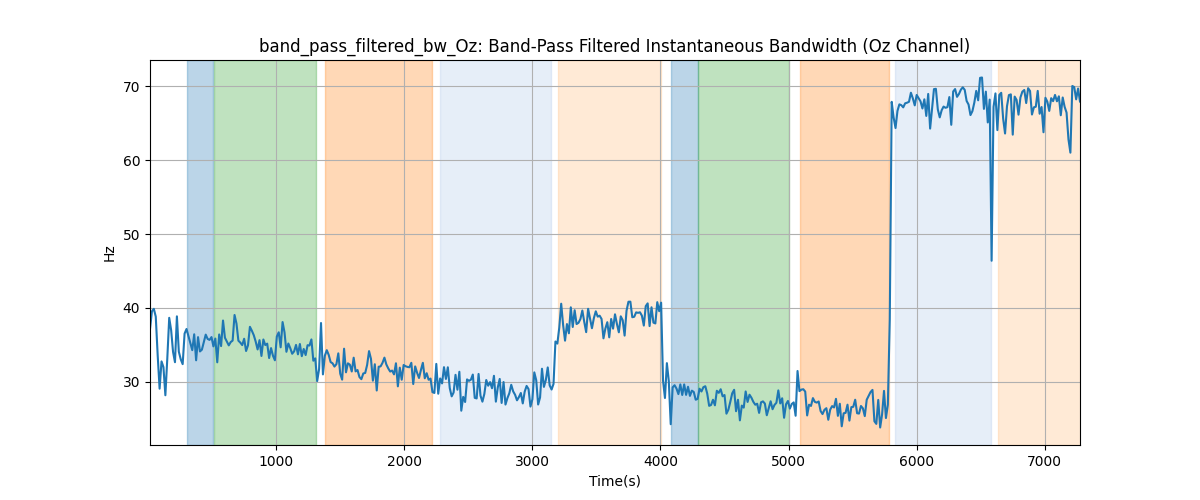 band_pass_filtered_bw_Oz: Band-Pass Filtered Instantaneous Bandwidth (Oz Channel)
70
60
50
40
30
Hz
1000 2000 3000 4000 5000 6000 7000
Time(s)